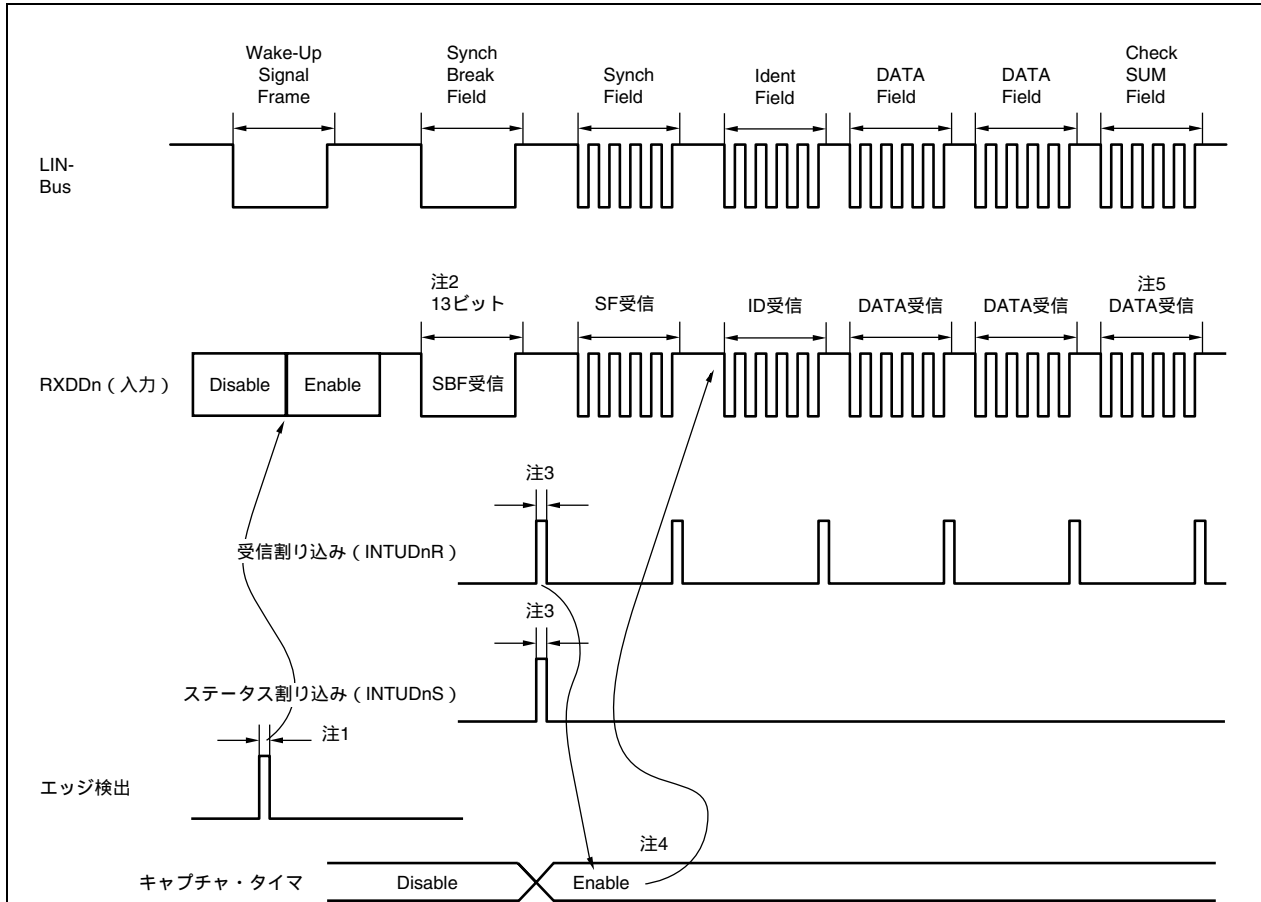 Wake-Up
Signal
Frame
Synch
Break
Field
Synch
Field
Ident
Field
DATA
Field
DATA
Field
Check
SUM
Field
LIN-
Bus
注2
13ビット
SF受信
ID受信
DATA受信
DATA受信
注5
DATA受信
RXDDn（入力）
Disable
Enable
SBF受信
注3
受信割り込み（INTUDnR）
注3
ステータス割り込み（INTUDnS）
注1
エッジ検出
注4
キャプチャ・タイマ
Disable
Enable